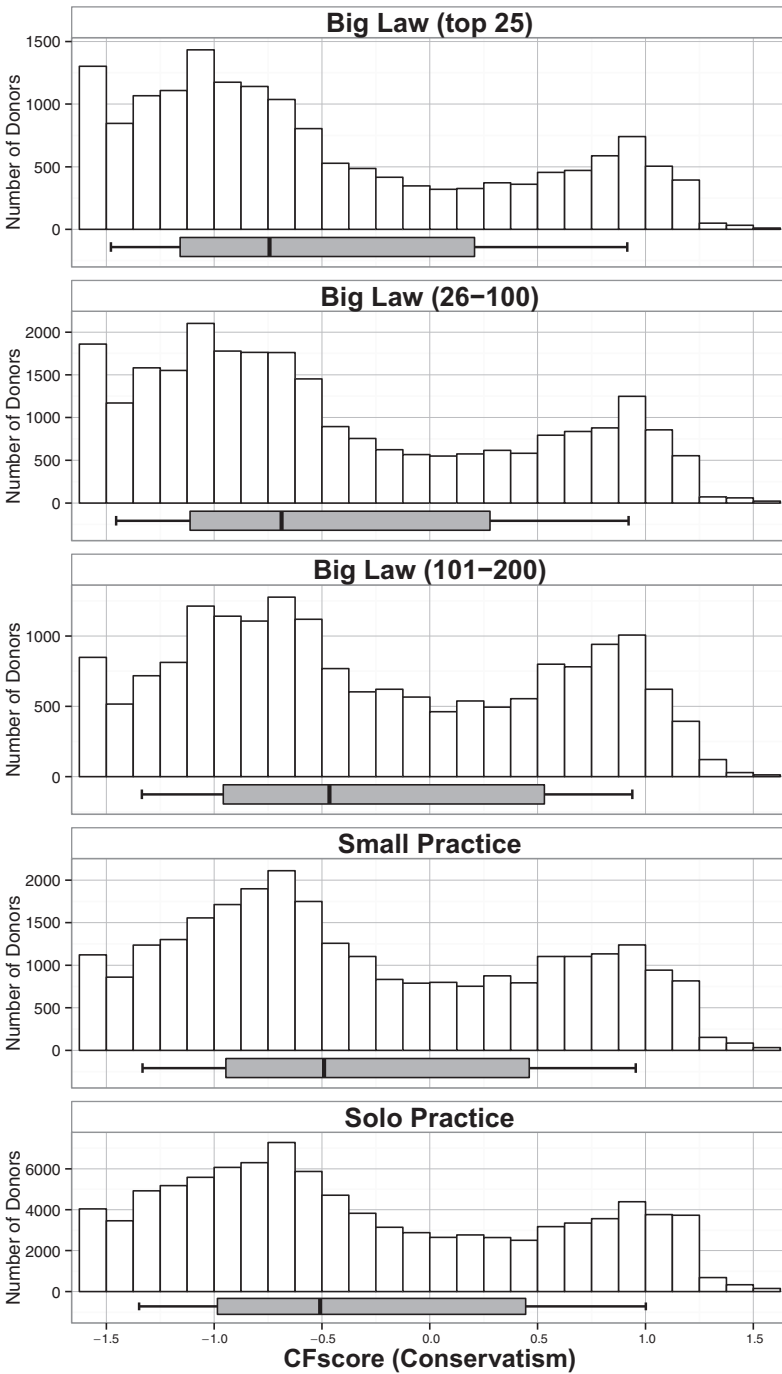 Big Law (top 25)
1500
1000
500
0
Number of Donors
Big Law (26−100)
2000
1500
1000
500
0
Number of Donors
Big Law (101−200)
1000
500
0
Number of Donors
Small Practice
2000
1500
1000
500
0
Number of Donors
Solo Practice
6000
4000
2000
0
Number of Donors
−1.5 −1.0 −0.5 0.0 0.5 1.0 1.5
CFscore (Conservatism)